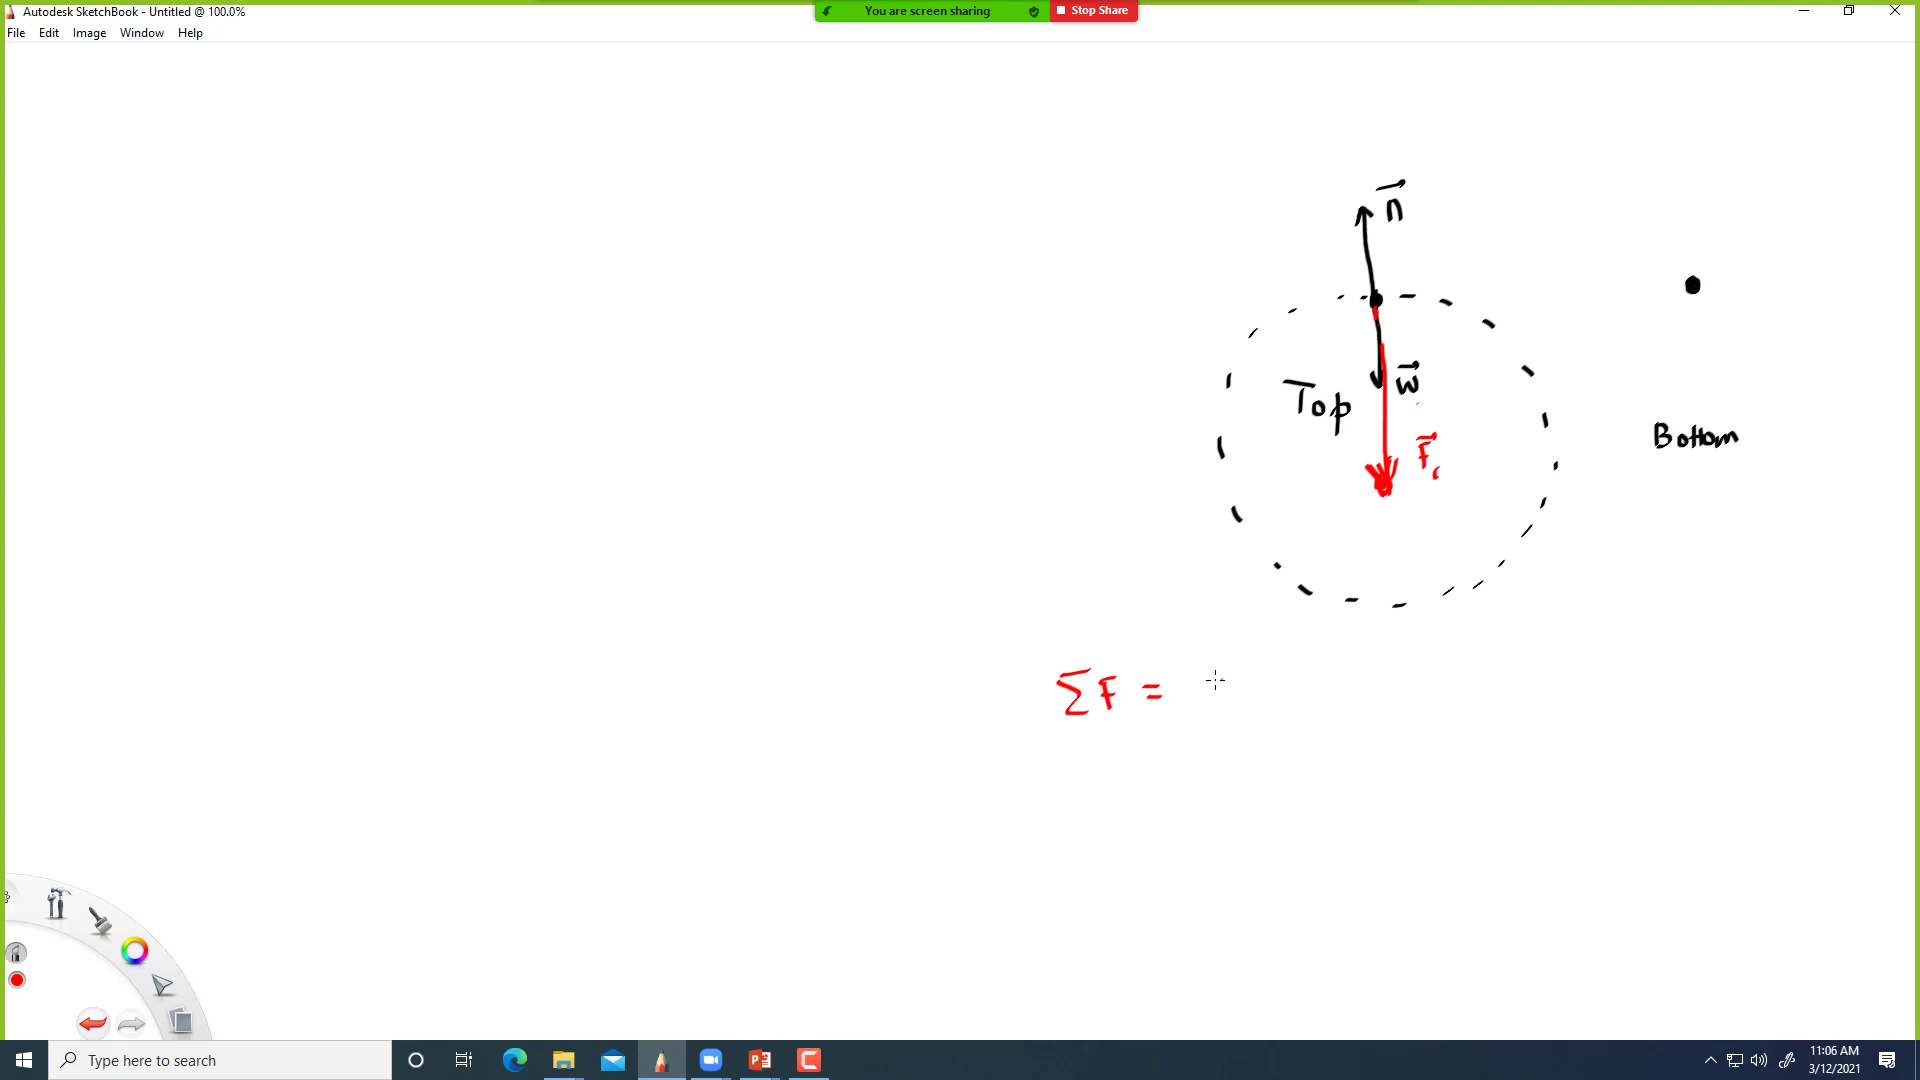 Autodesk SketchBook - Untitled @ 100.0%
You are screen sharing
Stop Share
File Edit Image Window Help
n
w
Top
F
Bottom
ΣF =
Type here to search
11:06 AM
3/12/2021